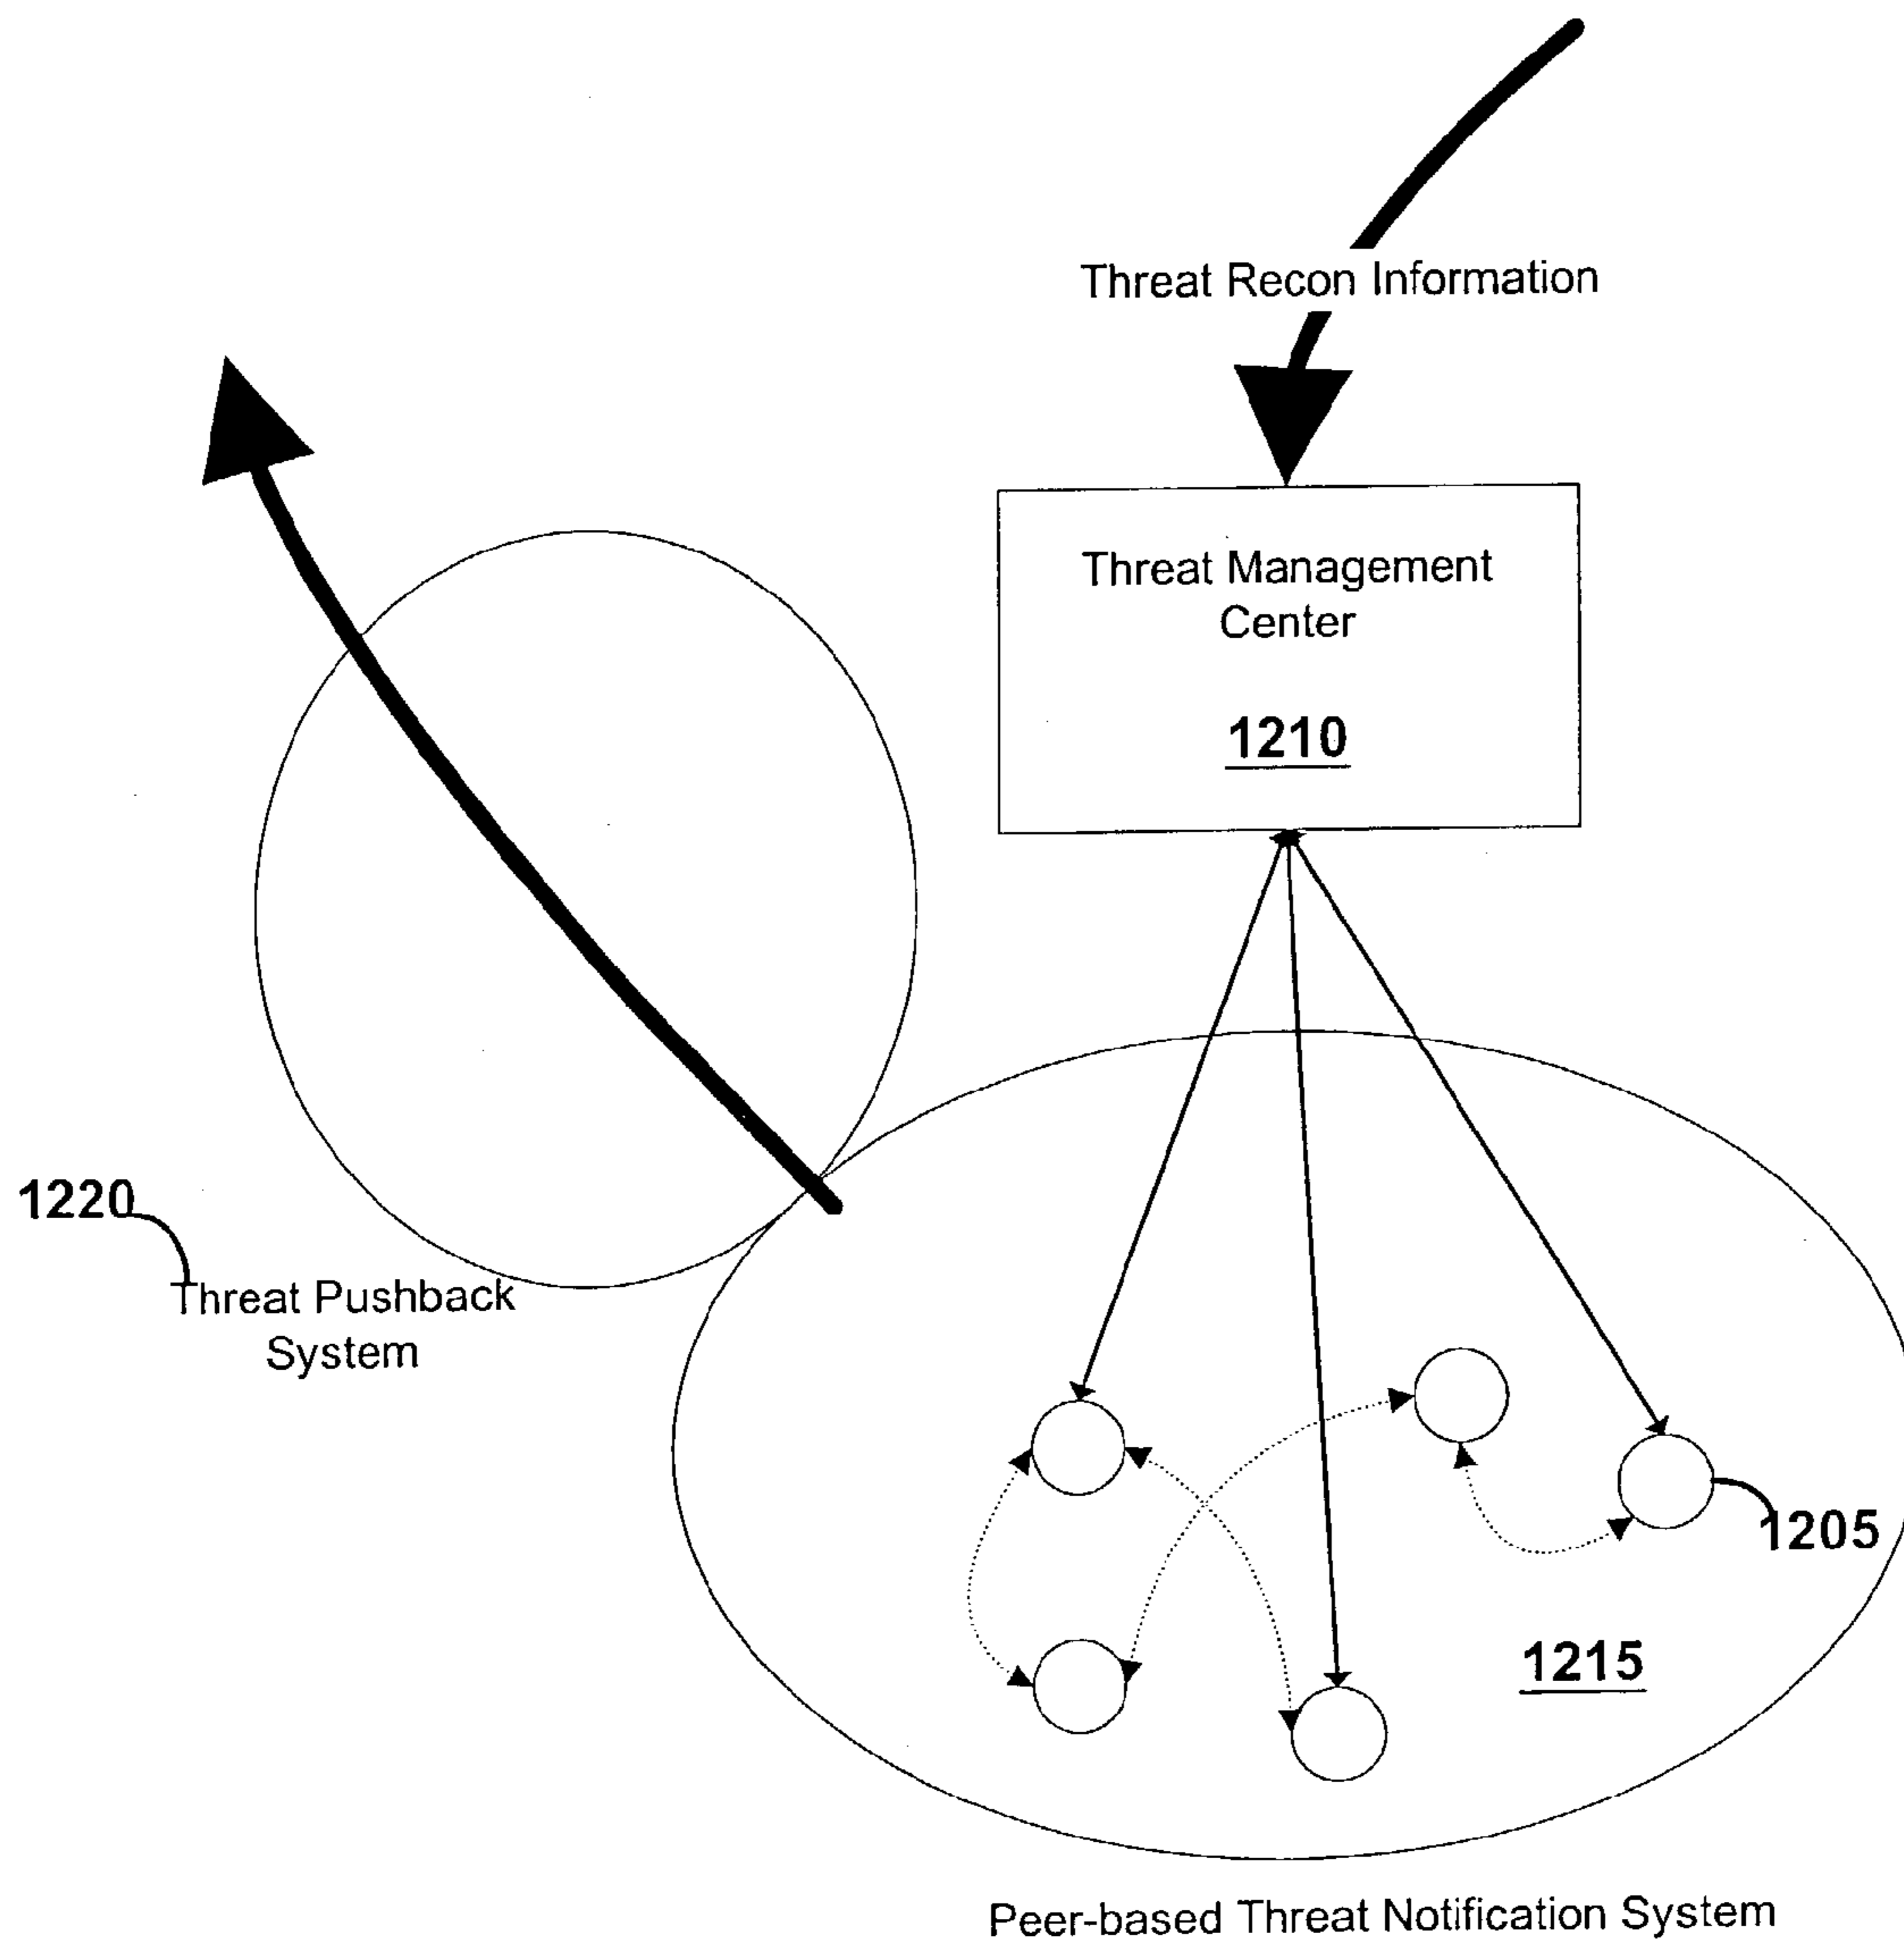 Threat Recon Information
Threat Management
Center
1210
1220
Threat Pushback
System
1205
1215
Peer-based Threat Notification System